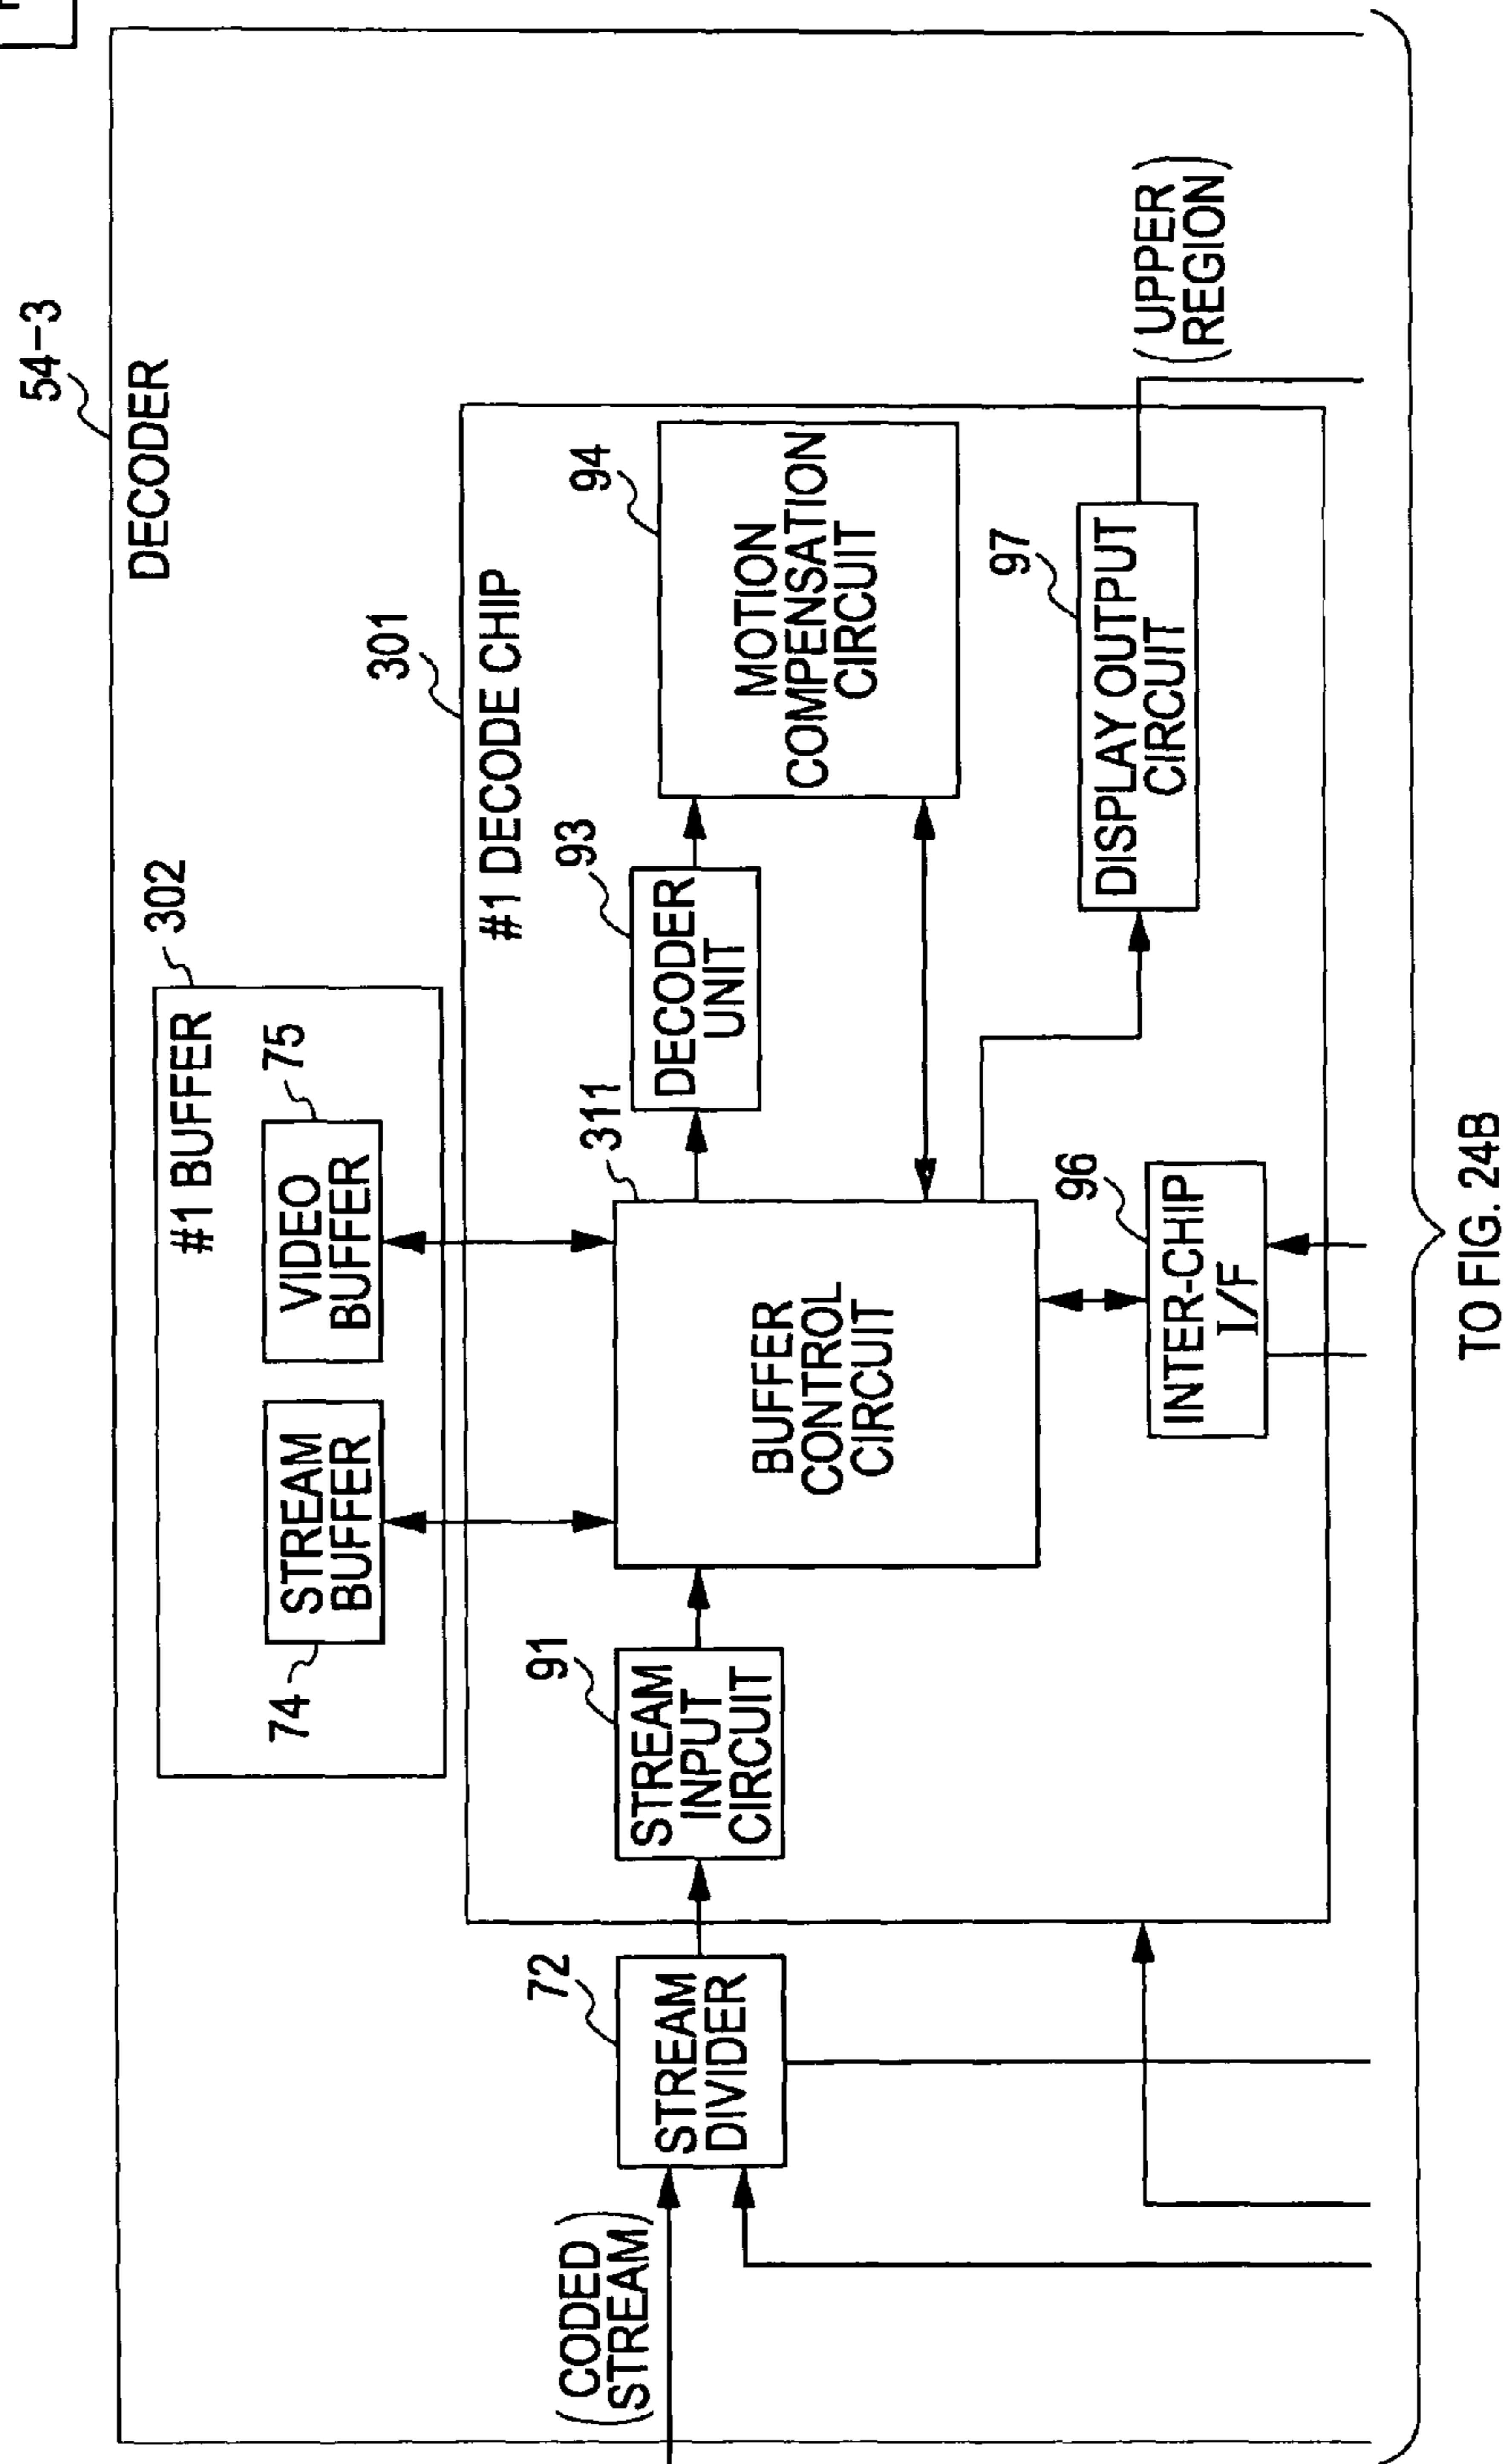 54-3
DECODER
302
#1 BUFFER
74
STREAM
BUFFER
75
VIDEO
BUFFER
301
#1 DECODE CHIP
(CODED
STREAM)
72
STREAM
DIVIDER
91
STREAM
INPUT
CIRCUIT
311
BUFFER
CONTROL
CIRCUIT
93
DECODER
UNIT
94
MOTION
COMPENSATION
CIRCUIT
96
INTER-CHIP
I/F
97
DISPLAY OUTPUT
CIRCUIT
(UPPER
REGION)
TO FIG. 24B